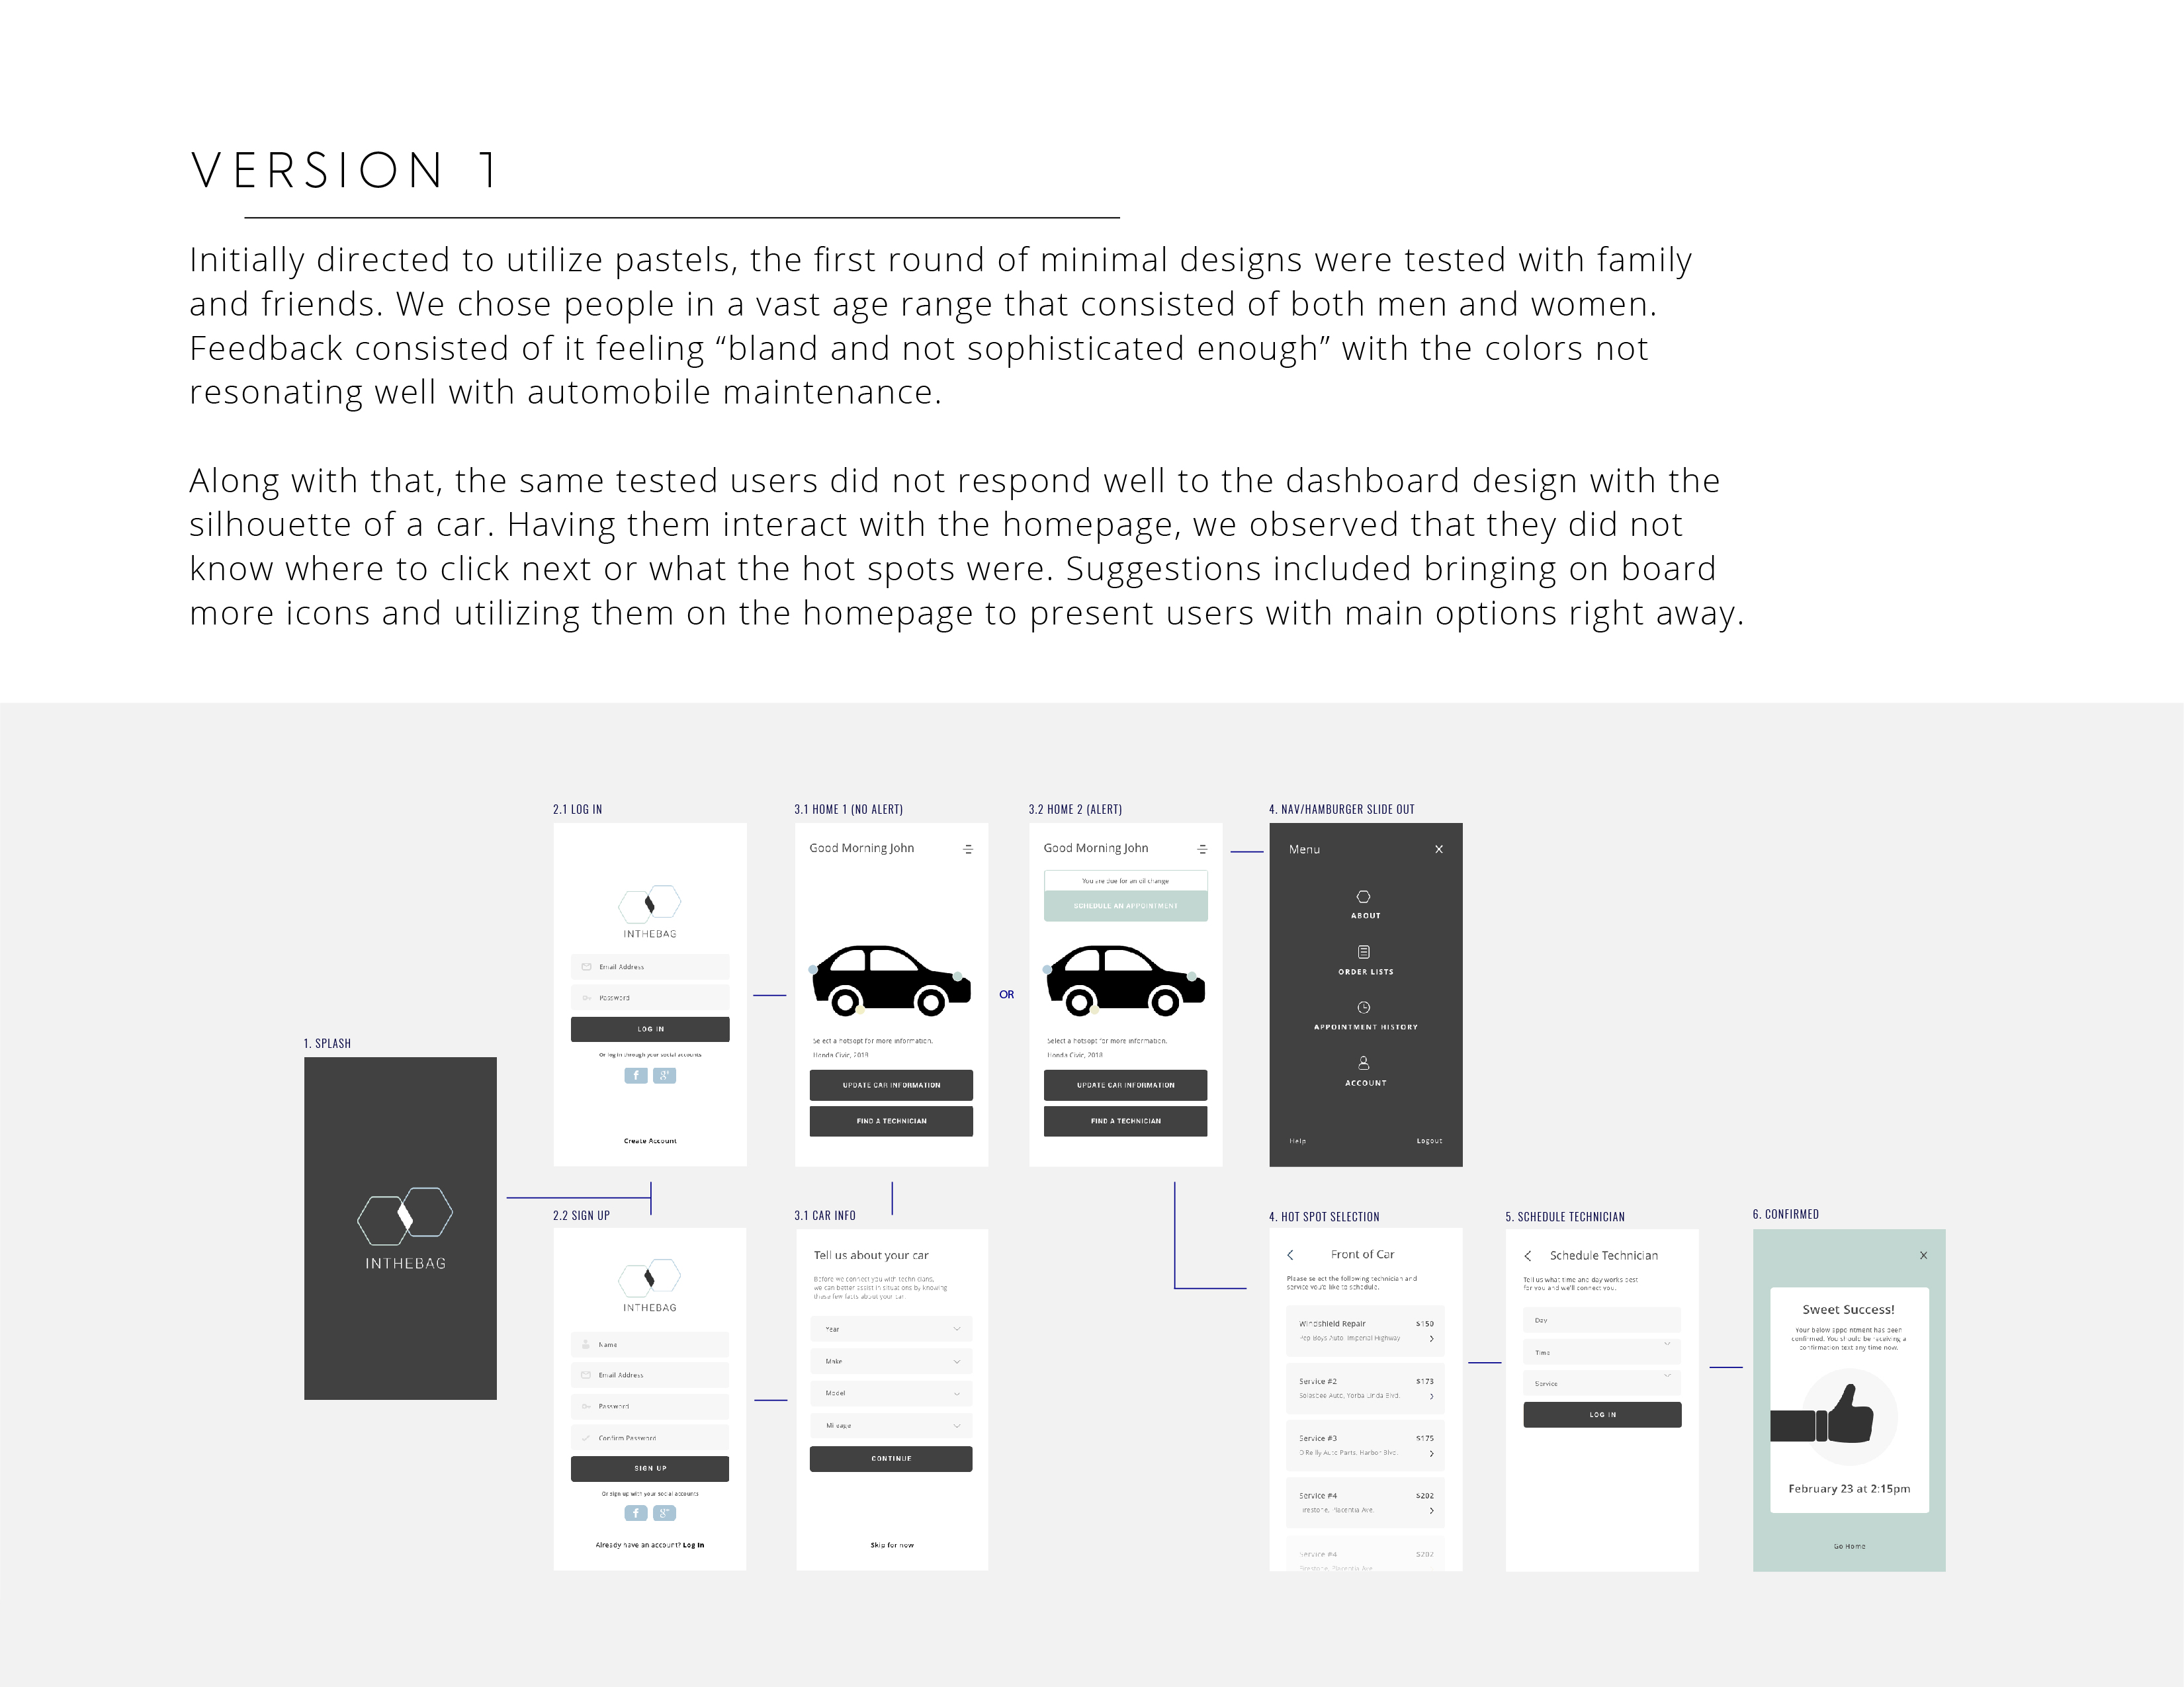 VERSION 1
Initially directed to utilize pastels, the first round of minimal designs were tested with family
and friends. We chose people in a vast age range that consisted of both men and women.
Feedback consisted of it feeling “bland and not sophisticated enough” with the colors not
resonating well with automobile maintenance.
Along with that, the same tested users did not respond well to the dashboard design with the
silhouette of a car. Having them interact with the homepage, we observed that they did not
know where to click next or what the hot spots were. Suggestions included bringing on board
more icons and utilizing them on the homepage to present users with main options right away.
1. SPLASH
INTHEBAG
2.1 LOG IN
INTHEBAG
Email Address
Password
LOG IN
Or log in through your social accounts
f g+
Create Account
2.2 SIGN UP
INTHEBAG
Name
Email Address
Password
Confirm Password
SIGN UP
Or sign up with your social accounts
f g+
Already have an account? Log In
3.1 HOME 1 (NO ALERT)
Good Morning John
Select a hotsopt for more information.
Honda Civic, 2018
UPDATE CAR INFORMATION
FIND A TECHNICIAN
OR
3.1 CAR INFO
Tell us about your car
Before we connect you with technicians,
we can better assist in situations by knowing
these few facts about your car.
Year
Make
Model
Mileage
CONTINUE
Skip for now
3.2 HOME 2 (ALERT)
Good Morning John
You are due for an oil change
SCHEDULE AN APPOINTMENT
Select a hotsopt for more information.
Honda Civic, 2018
UPDATE CAR INFORMATION
FIND A TECHNICIAN
4. NAV/HAMBURGER SLIDE OUT
Menu X
ABOUT
ORDER LISTS
APPOINTMENT HISTORY
ACCOUNT
Help Logout
4. HOT SPOT SELECTION
Front of Car
Please select the following technician and
service you'd like to schedule.
Windshield Repair $150
Pep Boys Auto, Imperial Highway
Service #2 $173
Auto, Yorba Linda Blvd.
Service #3 $175
O'Reilly Auto Parts, Harbor Blvd.
Service #4 $202
Firestone, Placentia Ave.
Service #4 $202
Firestone, Placentia Ave.
5. SCHEDULE TECHNICIAN
Schedule Technician
Tell us what time and day works best
for you and we'll connect you.
Day
Time
Service
LOG IN
6. CONFIRMED
X
Sweet Success!
Your below appointment has been
confirmed. You should be receiving a
confirmation text any time now.
February 23 at 2:15pm
Go Home